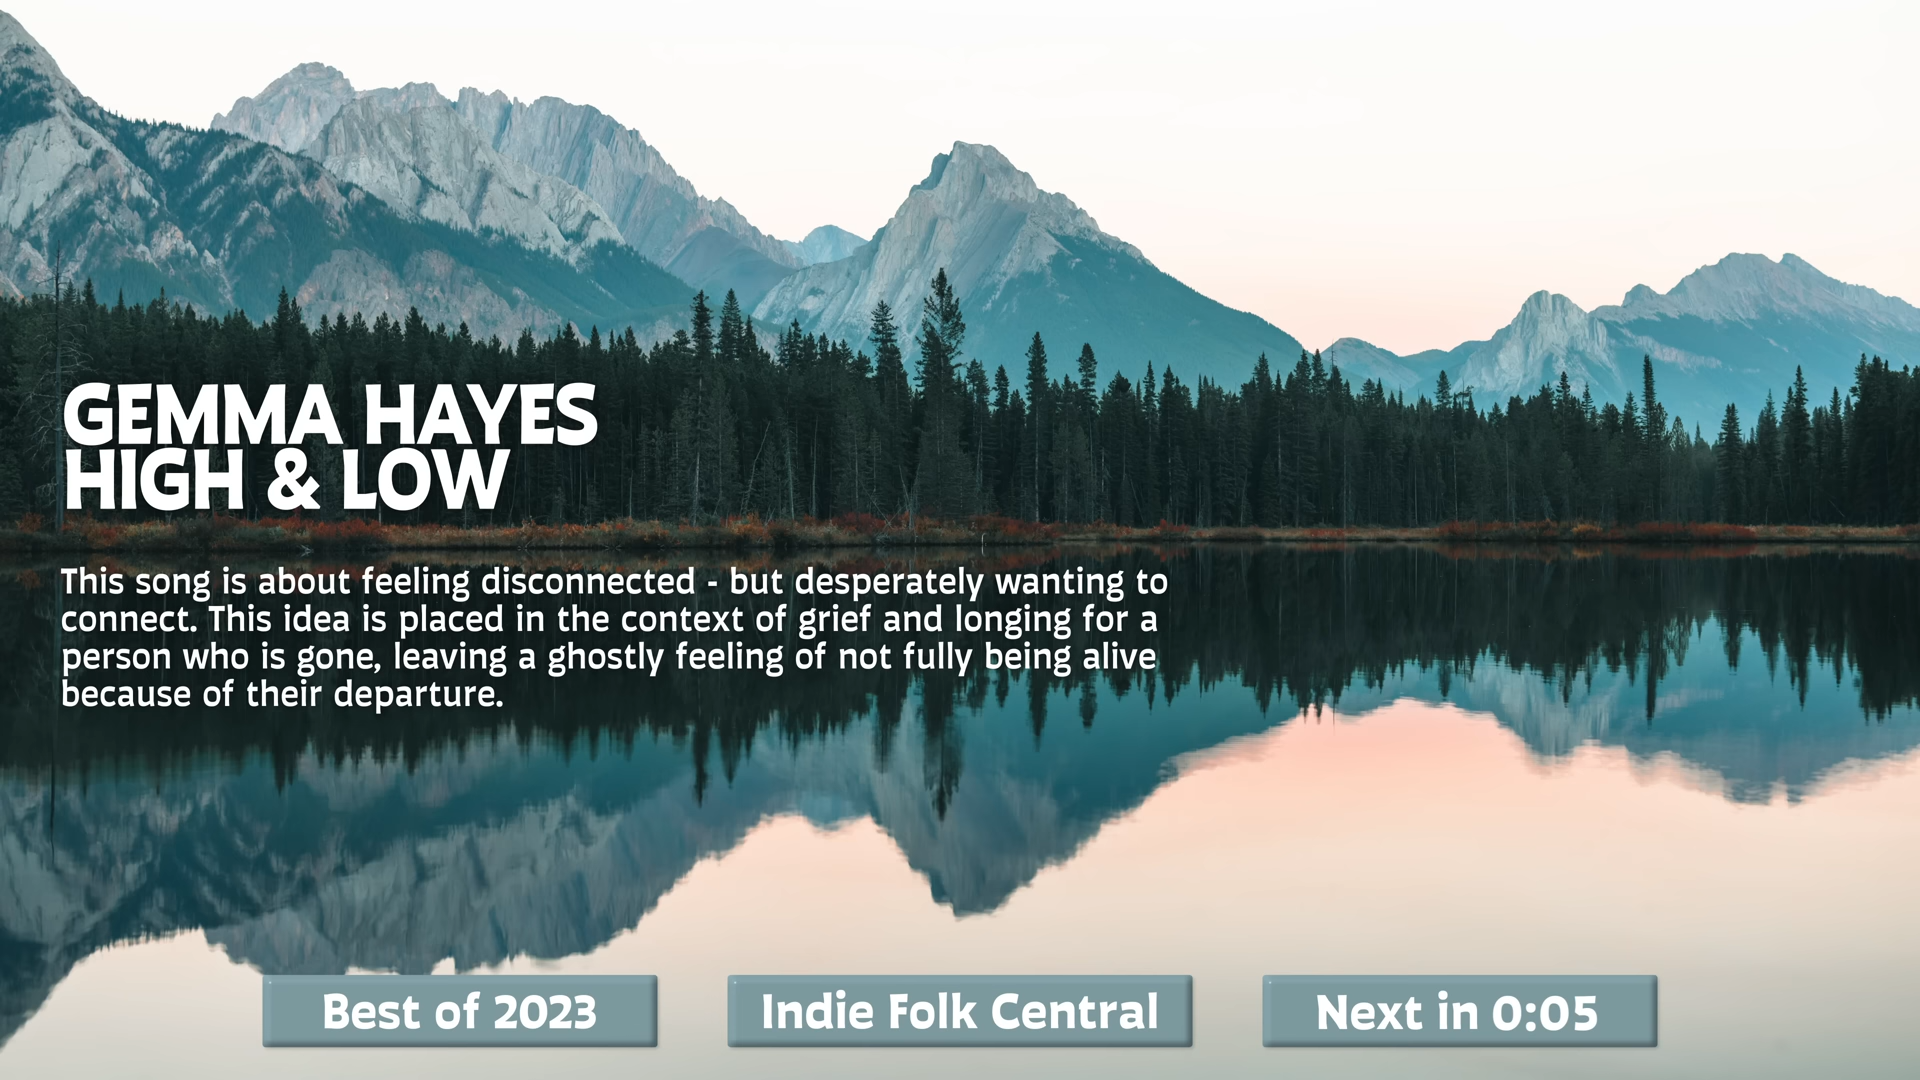 GEMMA HAYES
HIGH & LOW
This song is about feeling disconnected - but desperately wanting to
connect. This idea is placed in the context of grief and longing for a
person who is gone, leaving a ghostly feeling of not fully being alive
because of their departure.
Best of 2023
Indie Folk Central
Next in 0:05